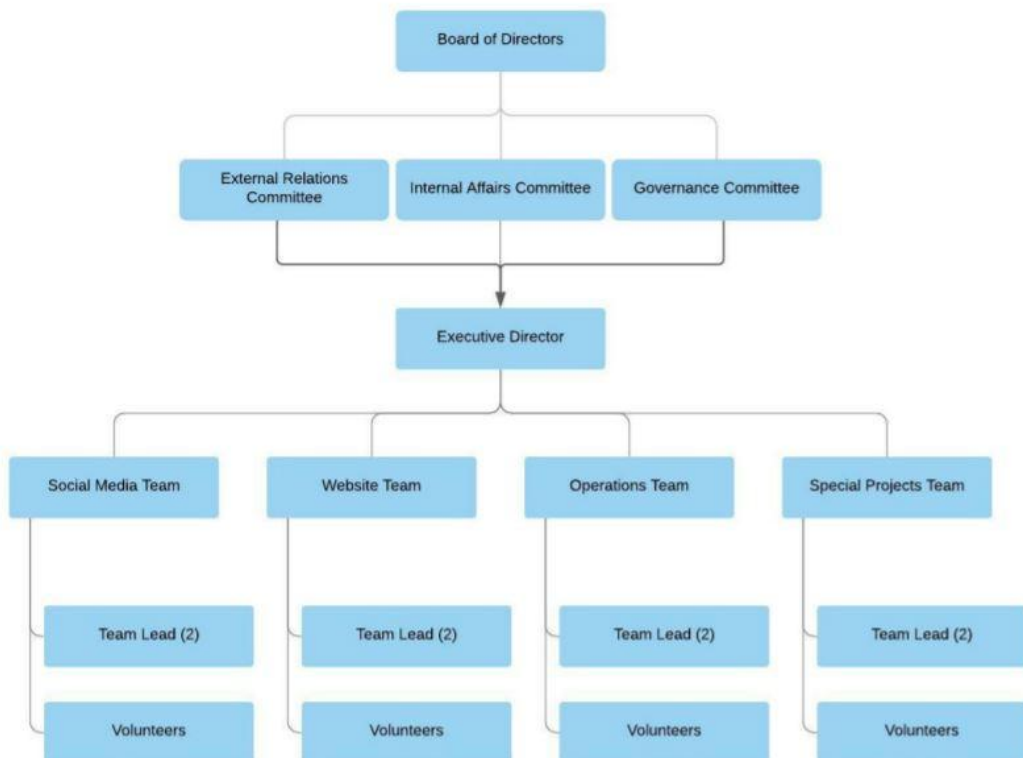 Board of Directors
External Relations
Committee
Internal Affairs Committee
Governance Committee
Executive Director
Social Media Team
Website Team
Operations Team
Special Projects Team
Team Lead (2)
Team Lead (2)
Team Lead (2)
Team Lead (2)
Volunteers
Volunteers
Volunteers
Volunteers